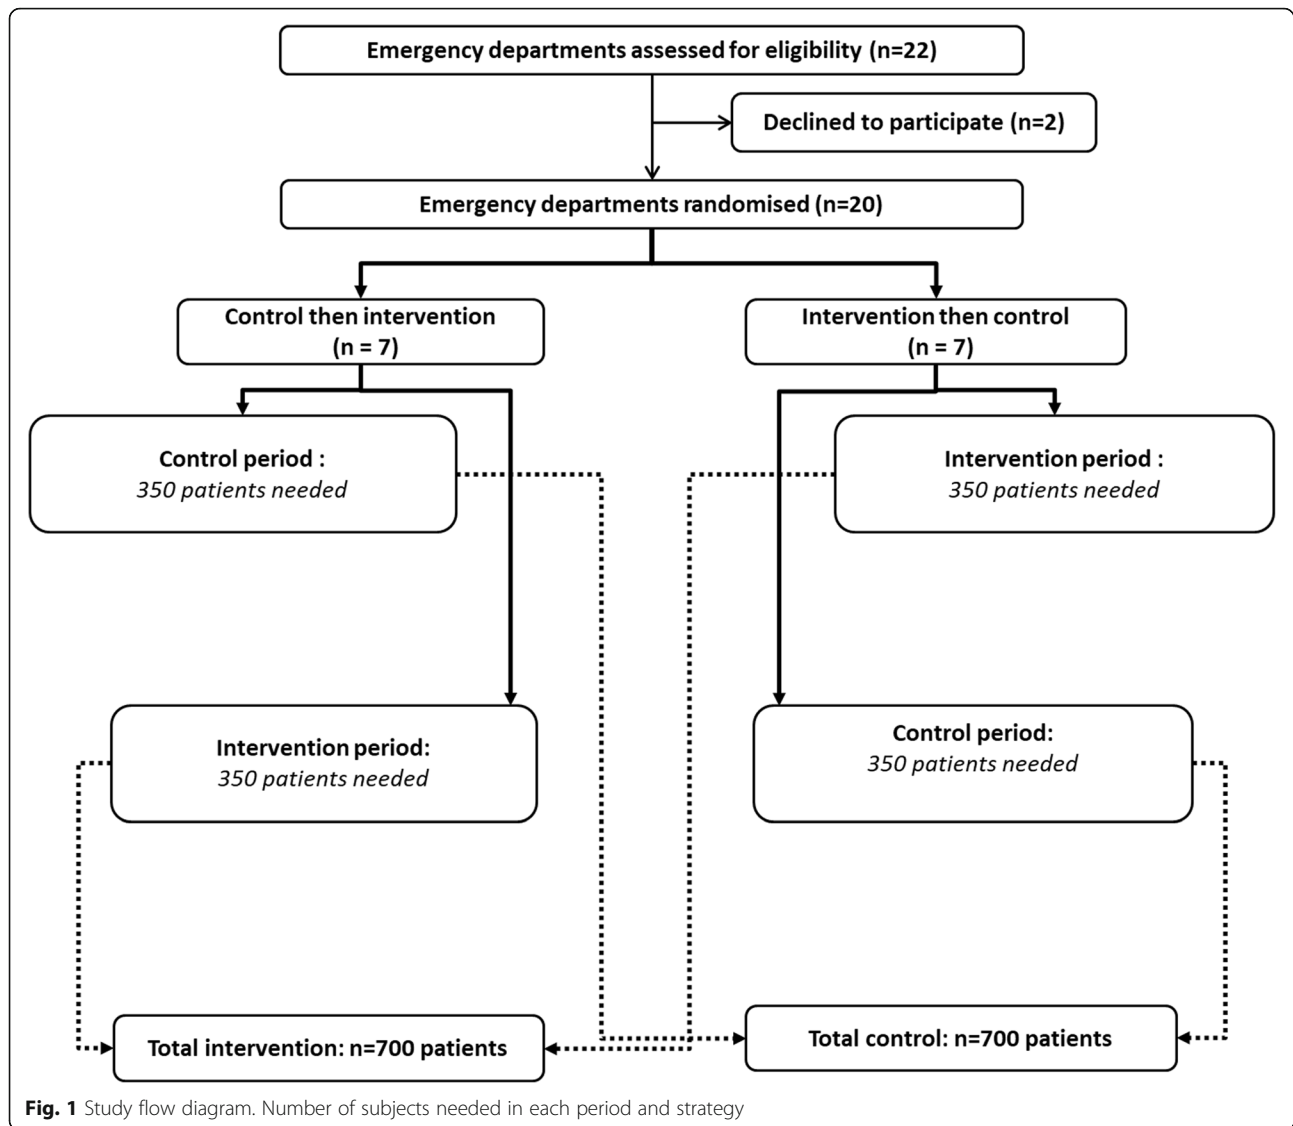 Emergency departments assessed for eligibility (n=22)
Declined to participate (n=2)
Emergency departments randomised (n=20)
Control then intervention
(n = 7)
Intervention then control
(n = 7)
Control period :
350 patients needed
Intervention period :
350 patients needed
Intervention period:
350 patients needed
Control period:
350 patients needed
Total intervention: n=700 patients
Total control: n=700 patients
Fig. 1 Study flow diagram. Number of subjects needed in each period and strategy